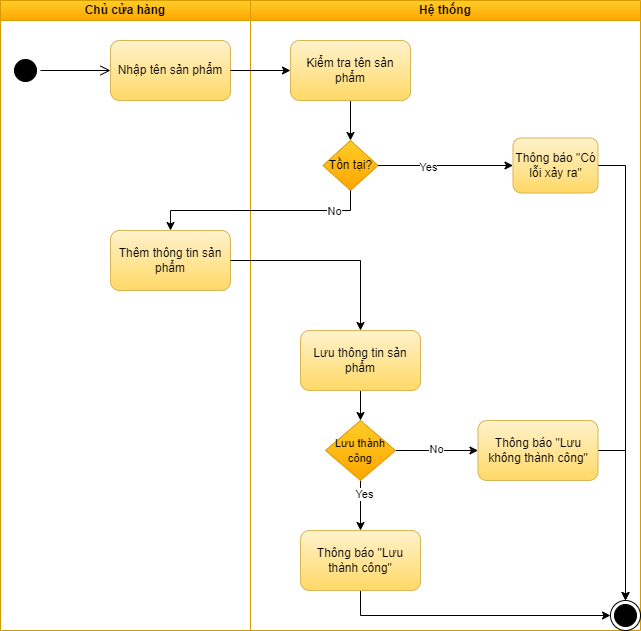 Chủ cửa hàng
Hệ thống
Nhập tên sản phẩm
Kiểm tra tên sản
phẩm
Tồn tại?
Yes
Thông báo "Có
lỗi xảy ra"
No
Thêm thông tin sản
phẩm
Lưu thông tin sản
phẩm
Lưu thành
công
No
Thông báo "Lưu
không thành công"
Yes
Thông báo "Lưu
thành công"